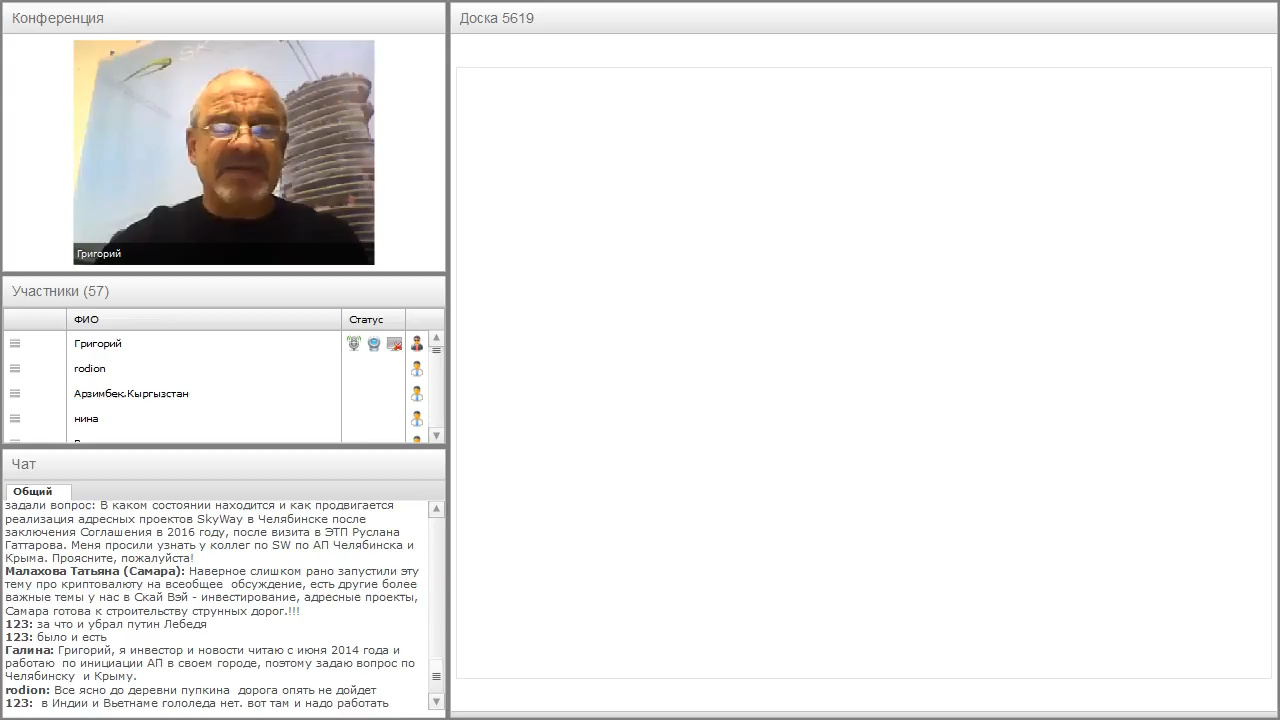 Конференция
Григорий
Участники (57)
ФИО
Статус
Григорий
rodion
Арзимбек.Кыргызстан
нина
Чат
Общий
задали вопрос: В каком состоянии находится и как продвигается
реализация адресных проектов SkyWay в Челябинске после
заключения Соглашения в 2016 году, после визита в ЭТП Руслана
Гаттарова. Меня просили узнать у коллег по SW по АП Челябинска и
Крыма. Проясните, пожалуйста!
Малахова Татьяна (Самара): Наверное слишком рано запустили эту
тему про криптовалюту на всеобщее обсуждение, есть другие более
важные темы у нас в Скай Вэй - инвестирование, адресные проекты,
Самара готова к строительству струнных дорог.!!!
123: за что и убрал путин Лебедя
123: было и есть
Галина: Григорий, я инвестор и новости читаю с июня 2014 года и
работаю по инициации АП в своем городе, поэтому задаю вопрос по
Челябинску и Крыму.
rodion: Все ясно до деревни пупкина дорога опять не дойдет
123: в Индии и Вьетнаме гшоледа нет. вот там и надо работать
Доска 5619